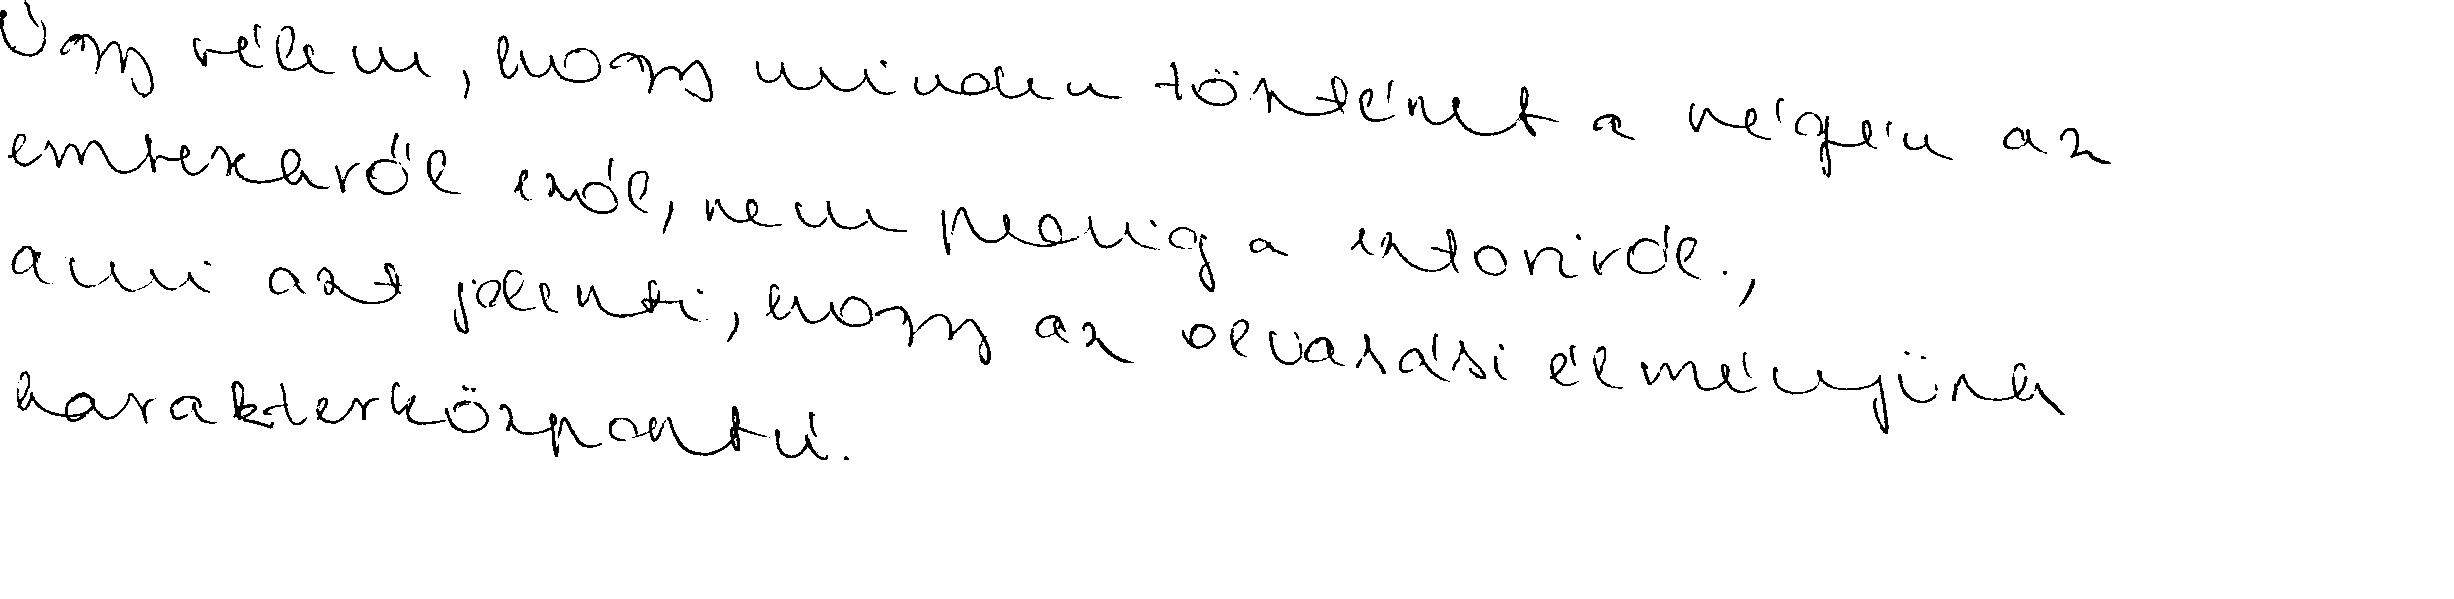 Úgy vélem, hogy minden történet a végén az
emberekről szól, nem pedig a sztoriról.,
ami azt jelenti, hogy az olvasási élményünk
karakterközpontú.